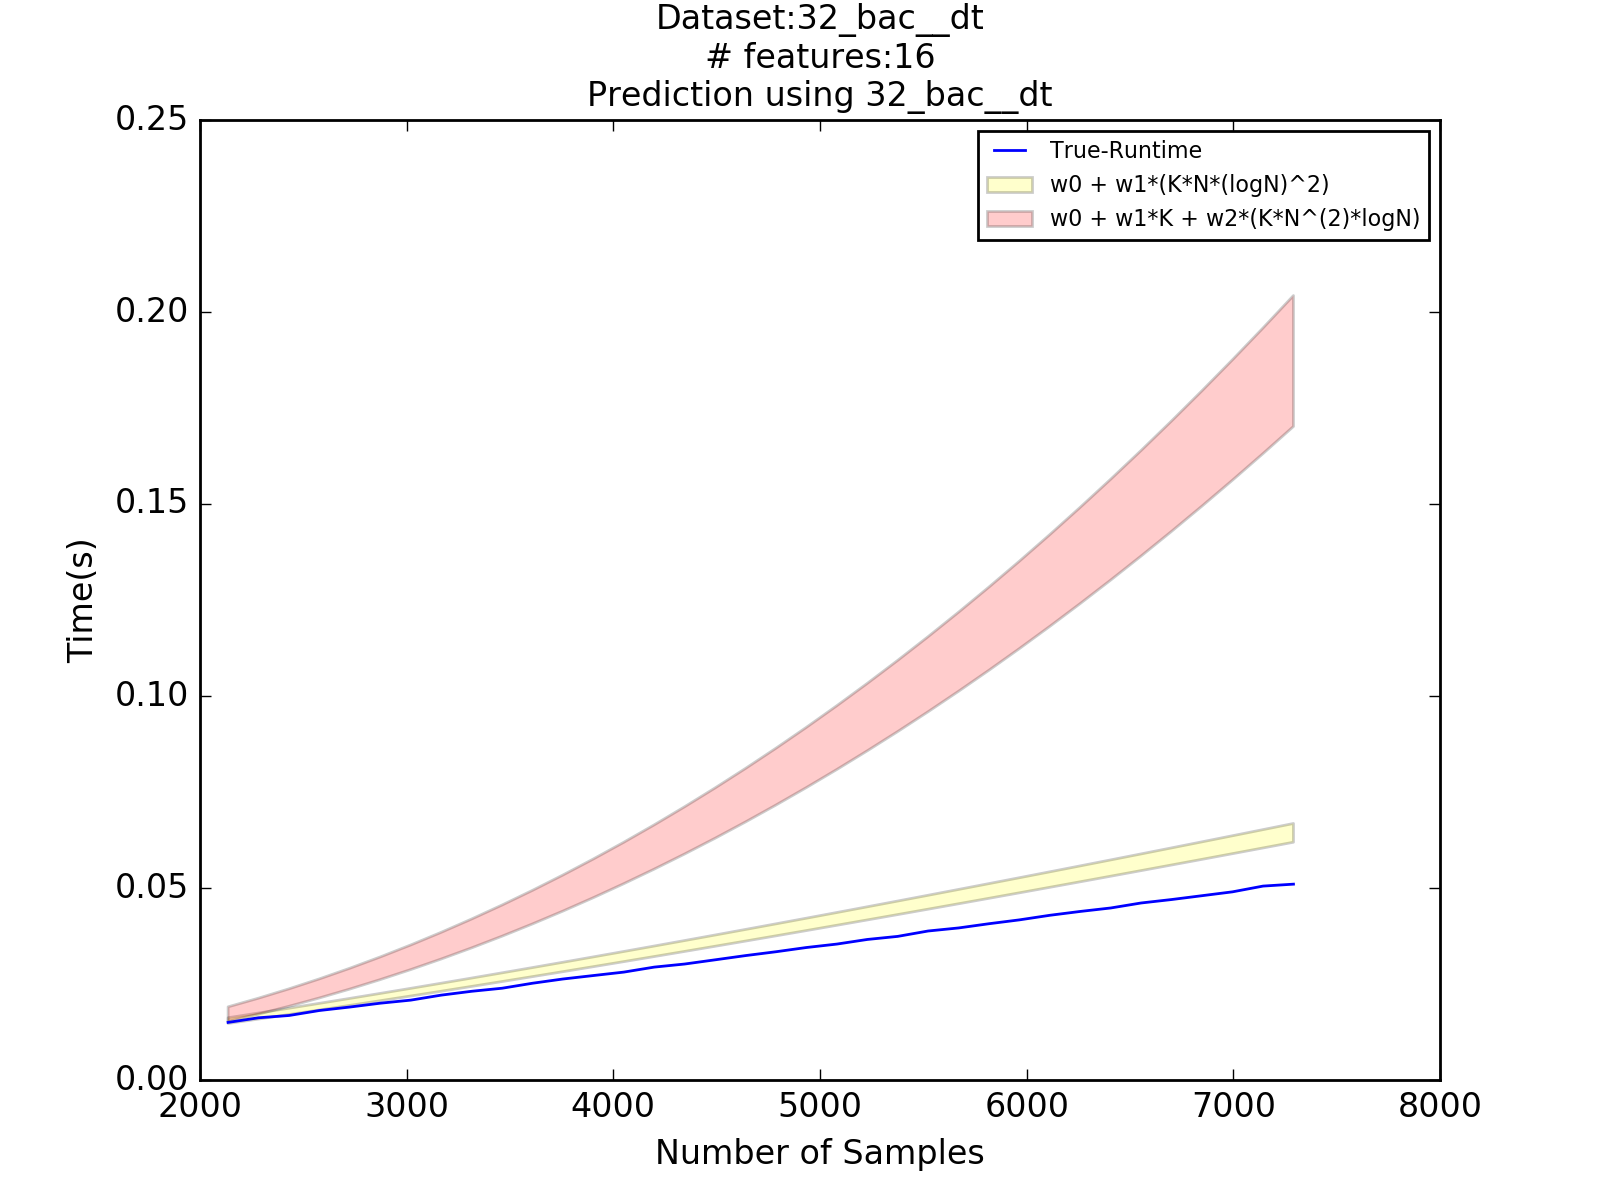 Dataset:32_bac__dt
# features:16
Prediction using 32_bac__dt
0.25
0.20
0.15
0.10
0.05
0.00
Time(s)
True-Runtime
w0 + w1*(K*N*(logN)^2)
w0 + w1*K + w2*(K*N^(2)*logN)
2000 3000 4000 5000 6000 7000 8000
Number of Samples